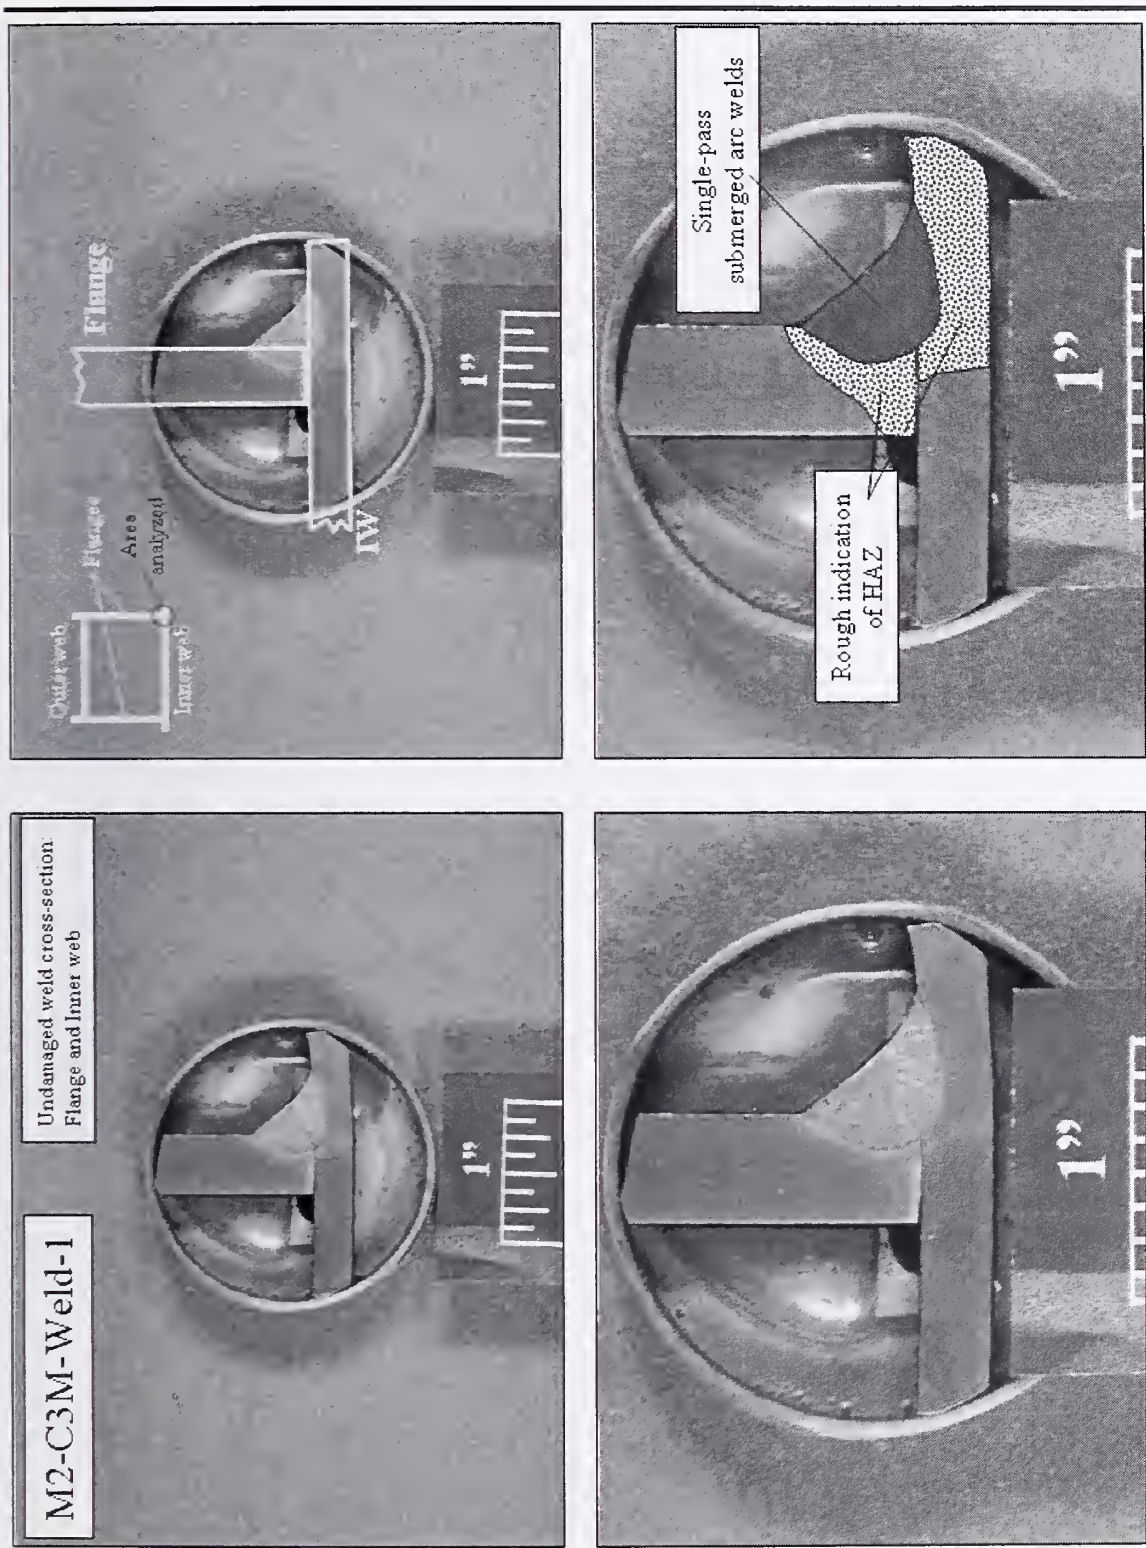 M2-C3M-Weld-1
Undamaged weld cross-section:
Flange and Inner web
1”
Outer web
Flanges
Area
analyzed
Inner web
Flange
IW
1”
1”
Single-pass
submerged arc welds
Rough indication
of HAZ
1”